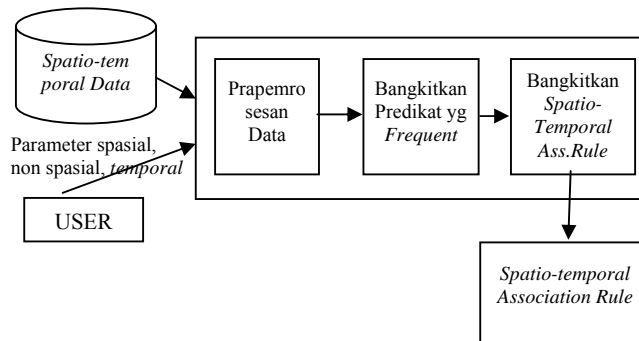 Spatio-tem
poral Data
Parameter spasial,
non spasial, temporal
USER
Prapemro
sesan
Data
Bangkitkan
Predikat yg
Frequent
Bangkitkan
Spatio-
Temporal
Ass.Rule
Spatio-temporal
Association Rule